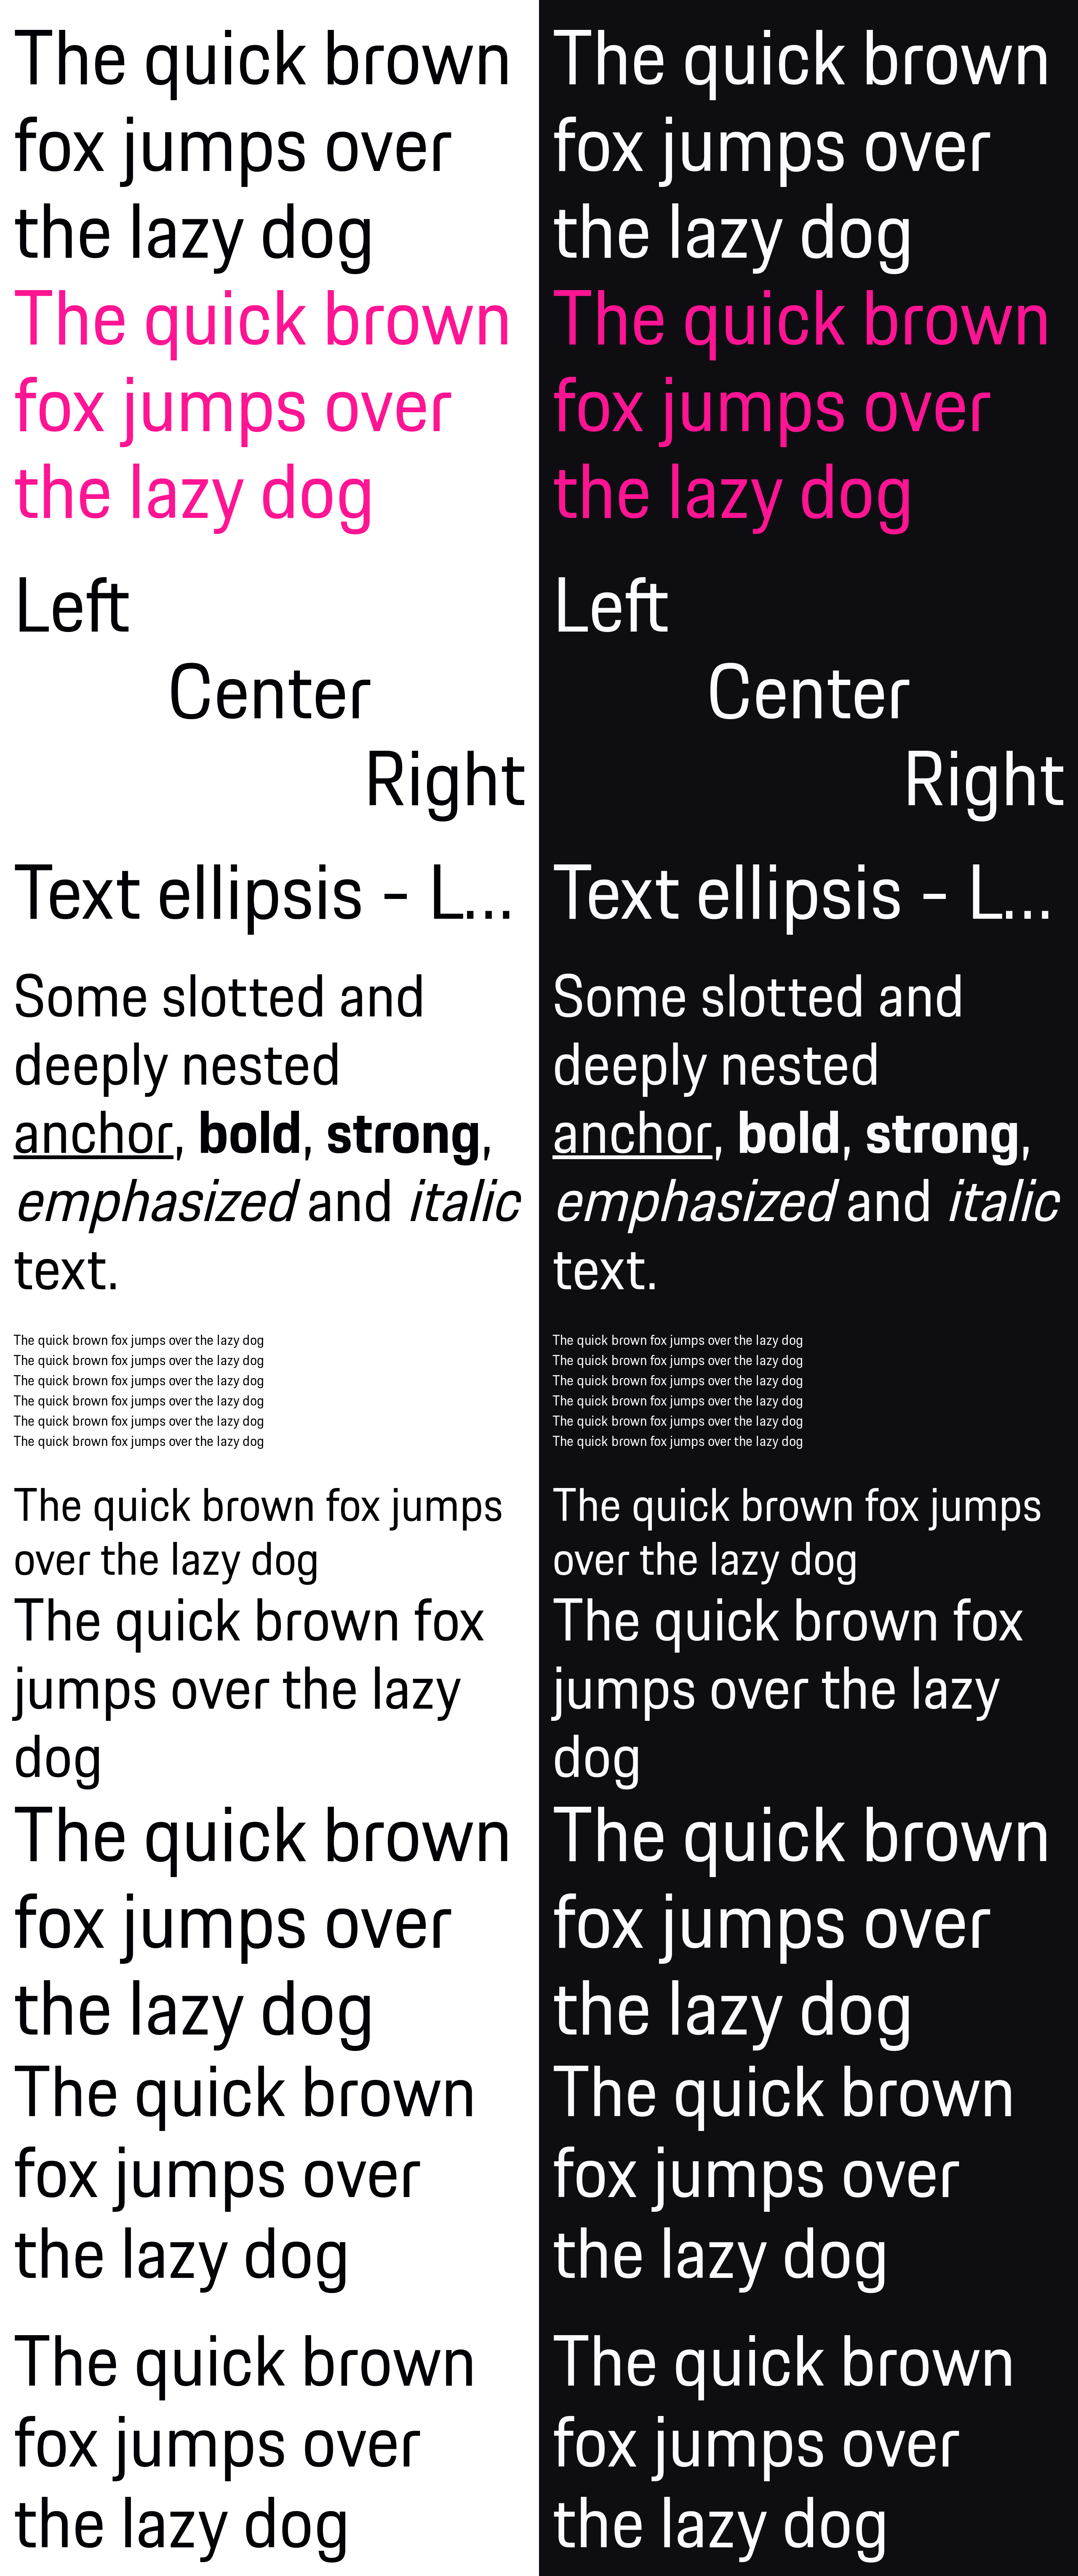 The quick brown
fox jumps over
the lazy dog
The quick brown
fox jumps over
the lazy dog
Left
Center
Right
Text ellipsis - L...
Some slotted and
deeply nested
anchor, bold, strong,
emphasized and italic
text.
The quick brown fox jumps over the lazy dog
The quick brown fox jumps over the lazy dog
The quick brown fox jumps over the lazy dog
The quick brown fox jumps over the lazy dog
The quick brown fox jumps over the lazy dog
The quick brown fox jumps over the lazy dog
The quick brown fox jumps
over the lazy dog
The quick brown fox
jumps over the lazy
dog
The quick brown
fox jumps over
the lazy dog
The quick brown
fox jumps over
the lazy dog
The quick brown
fox jumps over
the lazy dog
The quick brown
fox jumps over
the lazy dog
The quick brown
fox jumps over
the lazy dog
Left
Center
Right
Text ellipsis - L...
Some slotted and
deeply nested
anchor, bold, strong,
emphasized and italic
text.
The quick brown fox jumps over the lazy dog
The quick brown fox jumps over the lazy dog
The quick brown fox jumps over the lazy dog
The quick brown fox jumps over the lazy dog
The quick brown fox jumps over the lazy dog
The quick brown fox jumps over the lazy dog
The quick brown fox jumps
over the lazy dog
The quick brown fox
jumps over the lazy
dog
The quick brown
fox jumps over
the lazy dog
The quick brown
fox jumps over
the lazy dog
The quick brown
fox jumps over
the lazy dog